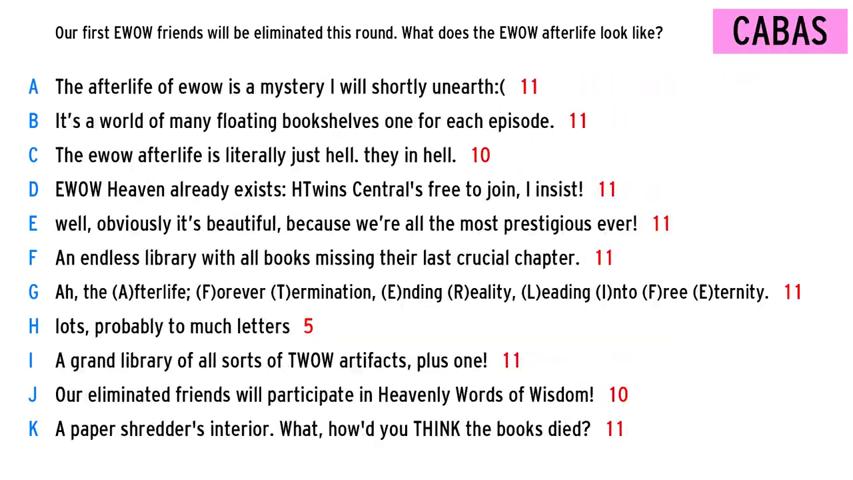 Our first EWOW friends will be eliminated this round. What does the EWOW afterlife look like?
CABAS
A The afterlife of ewow is a mystery I will shortly unearth:( 11
B It's a world of many floating bookshelves one for each episode. 11
C The ewow afterlife is literally just hell. they in hell. 10
D EWOW Heaven already exists: HTwins Central's free to join, I insist! 11
E well, obviously it's beautiful, because we're all the most prestigious ever! 11
F An endless library with all books missing their last crucial chapter. 11
G Ah, the (A)fterlife; (F)orever (T)ermination, (E)nding (R)eality, (L)eading (I)nto (F)ree (E)ternity. 11
H lots, probably to much letters 5
I A grand library of all sorts of TWOW artifacts, plus one! 11
J Our eliminated friends will participate in Heavenly Words of Wisdom! 10
K A paper shredder's interior. What, how'd you THINK the books died? 11